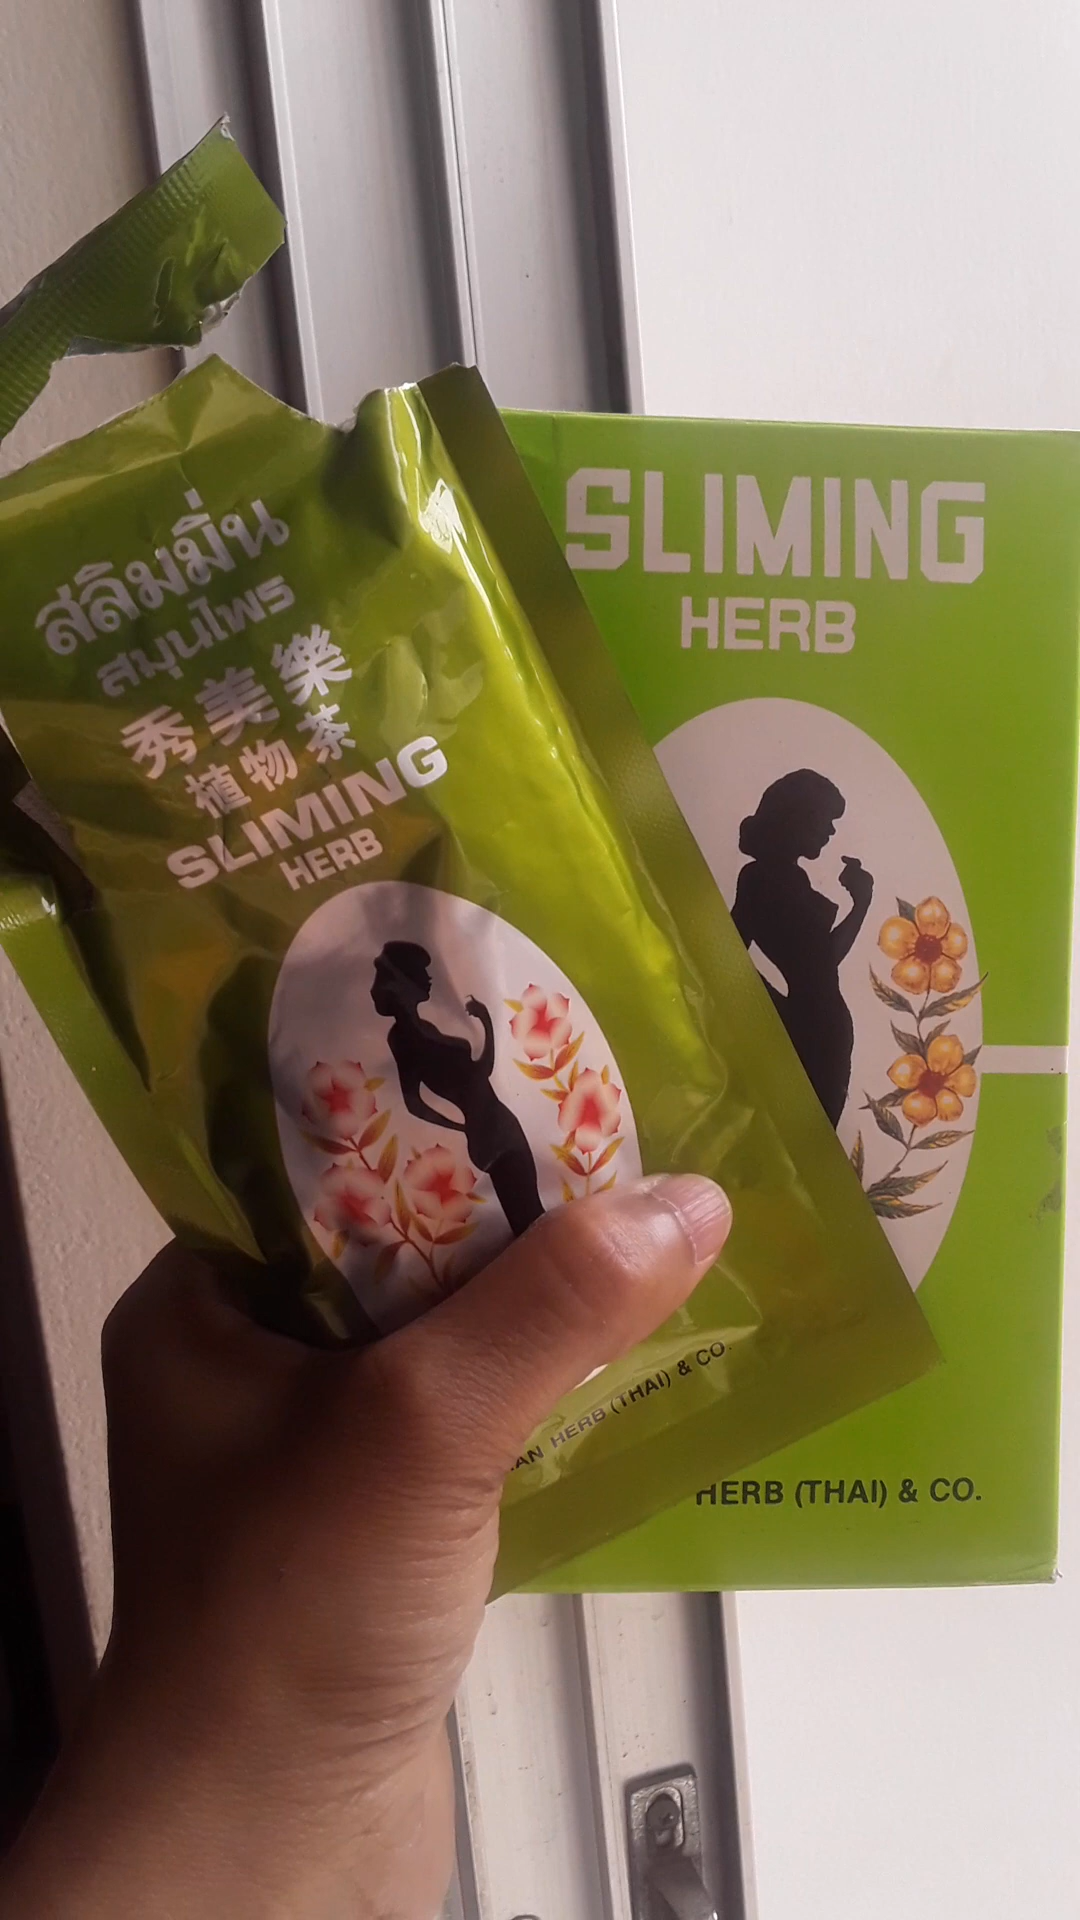 สลิมมิ่น
สมุนไพร
秀美樂
植物茶
SLIMING
HERB
HERB (THAI) & CO.
SLIMING
HERB
HERB (THAI) & CO.